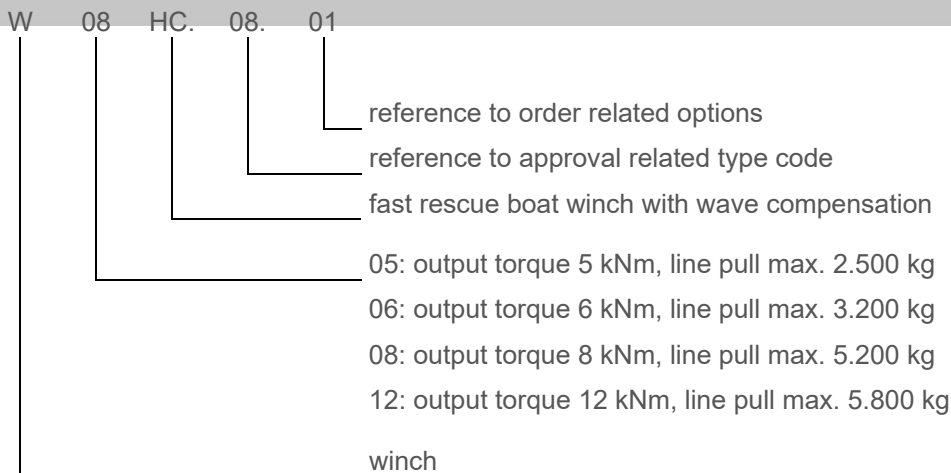 W 08 HC. 08. 01
reference to order related options
reference to approval related type code
fast rescue boat winch with wave compensation
05: output torque 5 kNm, line pull max. 2.500 kg
06: output torque 6 kNm, line pull max. 3.200 kg
08: output torque 8 kNm, line pull max. 5.200 kg
12: output torque 12 kNm, line pull max. 5.800 kg
winch